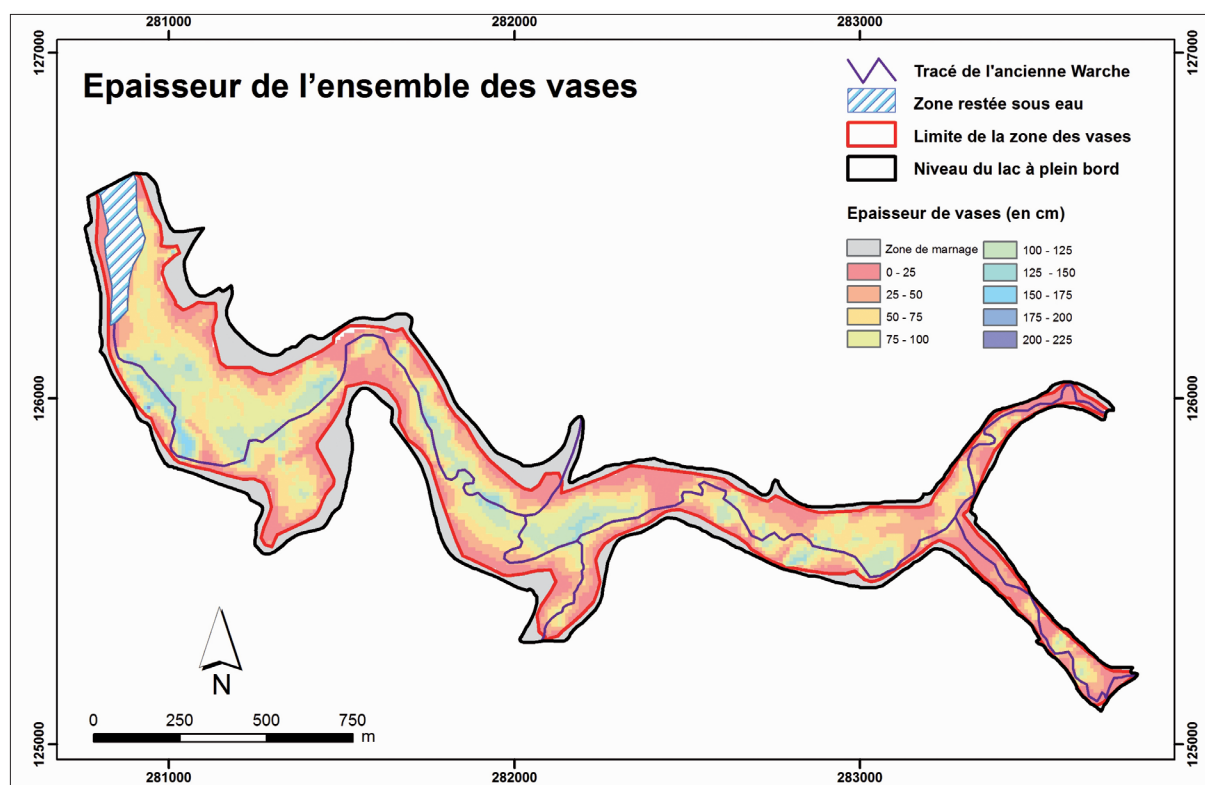 281000
282000
283000
127000
127000
Epaisseur de l'ensemble des vases
Tracé de l'ancienne Warche
Zone restée sous eau
Limite de la zone des vases
Niveau du lac à plein bord
Epaisseur de vases (en cm)
Zone de marnage
0 - 25
25 - 50
50 - 75
75 - 100
100 - 125
125 - 150
150 - 175
175 - 200
200 - 225
126000
126000
N
0
250
500
750
m
125000
125000
281000
282000
283000